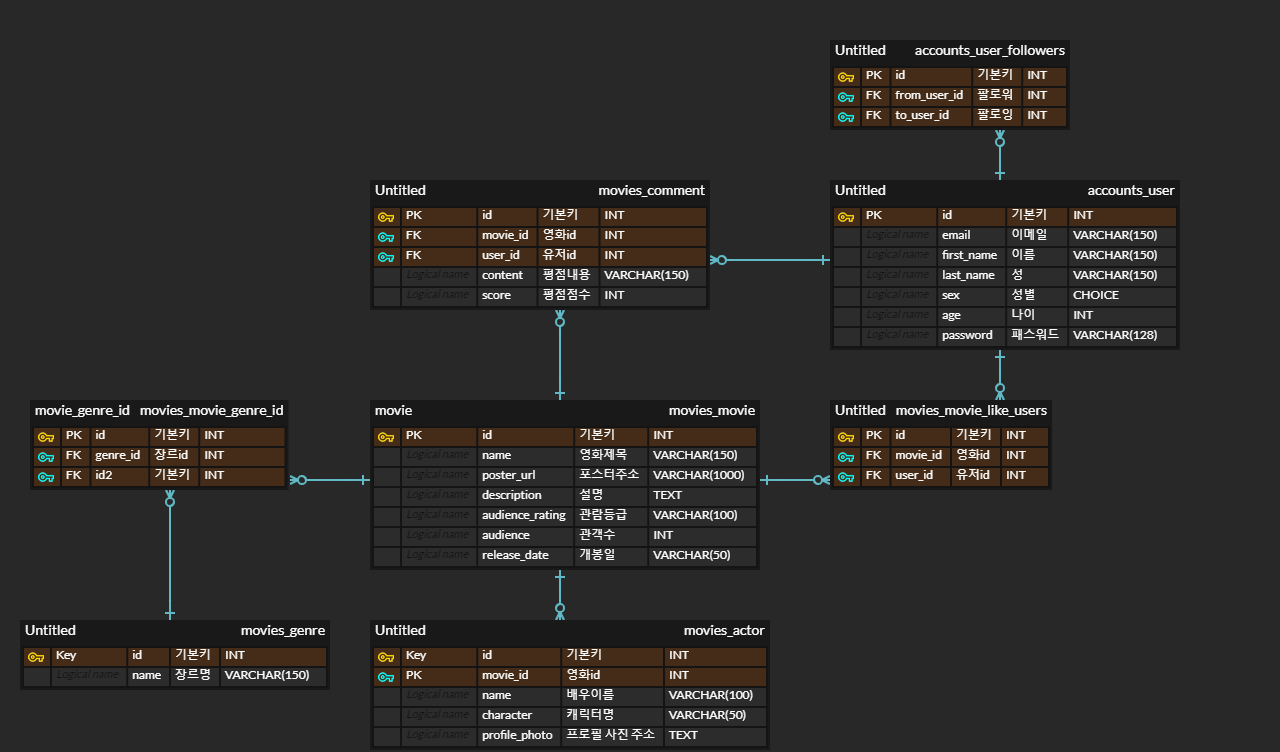 Untitled accounts_user_followers
PK id 기본키 INT
FK from_user_id 팔로워 INT
FK to_user_id 팔로잉 INT
Untitled movies_comment
PK id 기본키 INT
FK movie_id 영화id INT
FK user_id 유저id INT
Logical name content 평점내용 VARCHAR(150)
Logical name score 평점점수 INT
Untitled accounts_user
PK id 기본키 INT
Logical name email 이메일 VARCHAR(150)
Logical name first_name 이름 VARCHAR(150)
Logical name last_name 성 VARCHAR(150)
Logical name sex 성별 CHOICE
Logical name age 나이 INT
Logical name password 패스워드 VARCHAR(128)
movie_genre_id movies_movie_genre_id
PK id 기본키 INT
FK genre_id 장르id INT
FK id2 기본키 INT
movie movies_movie
PK id 기본키 INT
Logical name name 영화제목 VARCHAR(150)
Logical name poster_url 포스터주소 VARCHAR(1000)
Logical name description 설명 TEXT
Logical name audience_rating 관람등급 VARCHAR(100)
Logical name audience 관객수 INT
Logical name release_date 개봉일 VARCHAR(50)
Untitled movies_movie_like_users
PK id 기본키 INT
FK movie_id 영화id INT
FK user_id 유저id INT
Untitled movies_genre
Key id 기본키 INT
Logical name name 장르명 VARCHAR(150)
Untitled movies_actor
Key id 기본키 INT
PK movie_id 영화id INT
Logical name name 배우이름 VARCHAR(100)
Logical name character 캐릭터명 VARCHAR(50)
Logical name profile_photo 프로필 사진 주소 TEXT